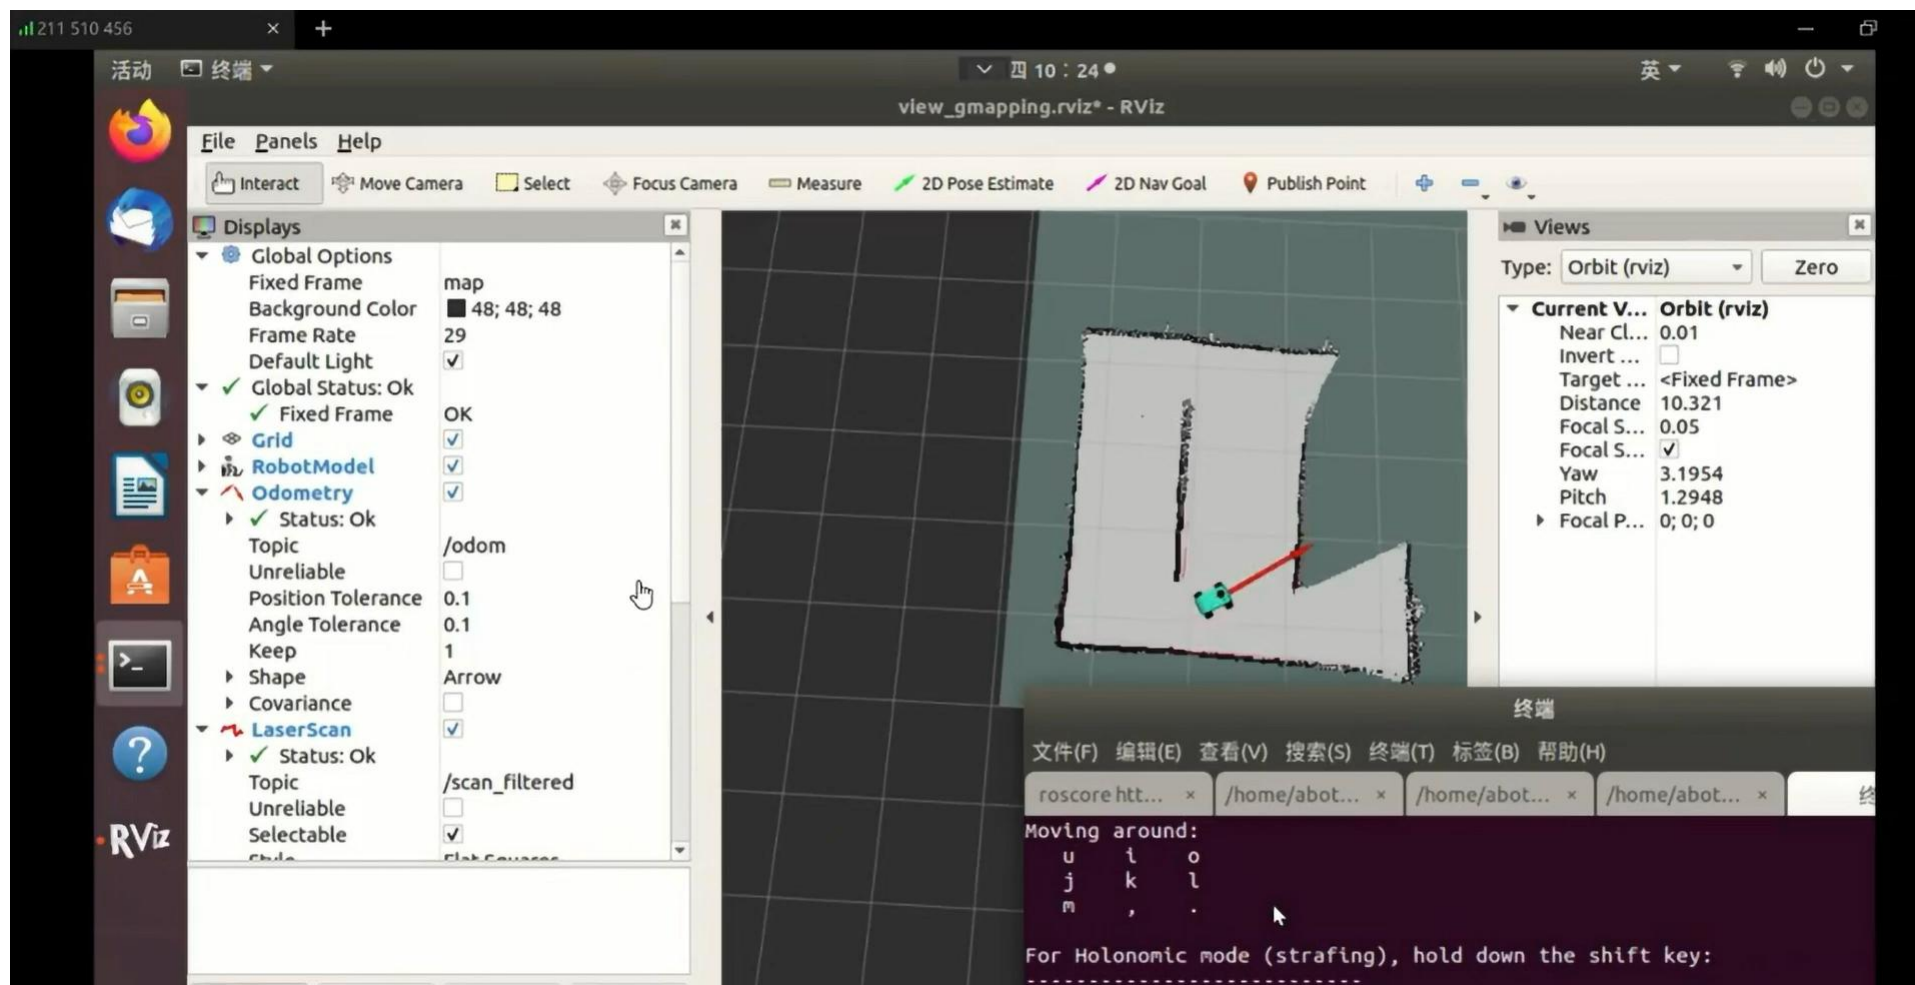 211 510 456
活动 终端 四 10：24 英
view_gmapping.rviz* - RViz
File Panels Help
Interact Move Camera Select Focus Camera Measure 2D Pose Estimate 2D Nav Goal Publish Point
Displays
Global Options
Fixed Frame map
Background Color 48; 48; 48
Frame Rate 29
Default Light
Global Status: Ok
Fixed Frame OK
Grid
RobotModel
Odometry
Status: Ok
Topic /odom
Unreliable
Position Tolerance 0.1
Angle Tolerance 0.1
Keep 1
Shape Arrow
Covariance
LaserScan
Status: Ok
Topic /scan_filtered
Unreliable
Selectable
Style Flat Squares
RViz
Views
Type: Orbit (rviz) Zero
Current V... Orbit (rviz)
Near Cl... 0.01
Invert ...
Target ... <Fixed Frame>
Distance 10.321
Focal S... 0.05
Focal S...
Yaw 3.1954
Pitch 1.2948
Focal P... 0; 0; 0
终端
文件(F) 编辑(E) 查看(V) 搜索(S) 终端(T) 标签(B) 帮助(H)
roscore htt... × /home/abot... × /home/abot... × /home/abot... × 终
Moving around:
u i o
j k l
m , .
For Holonomic mode (strafing), hold down the shift key:
---------------------------